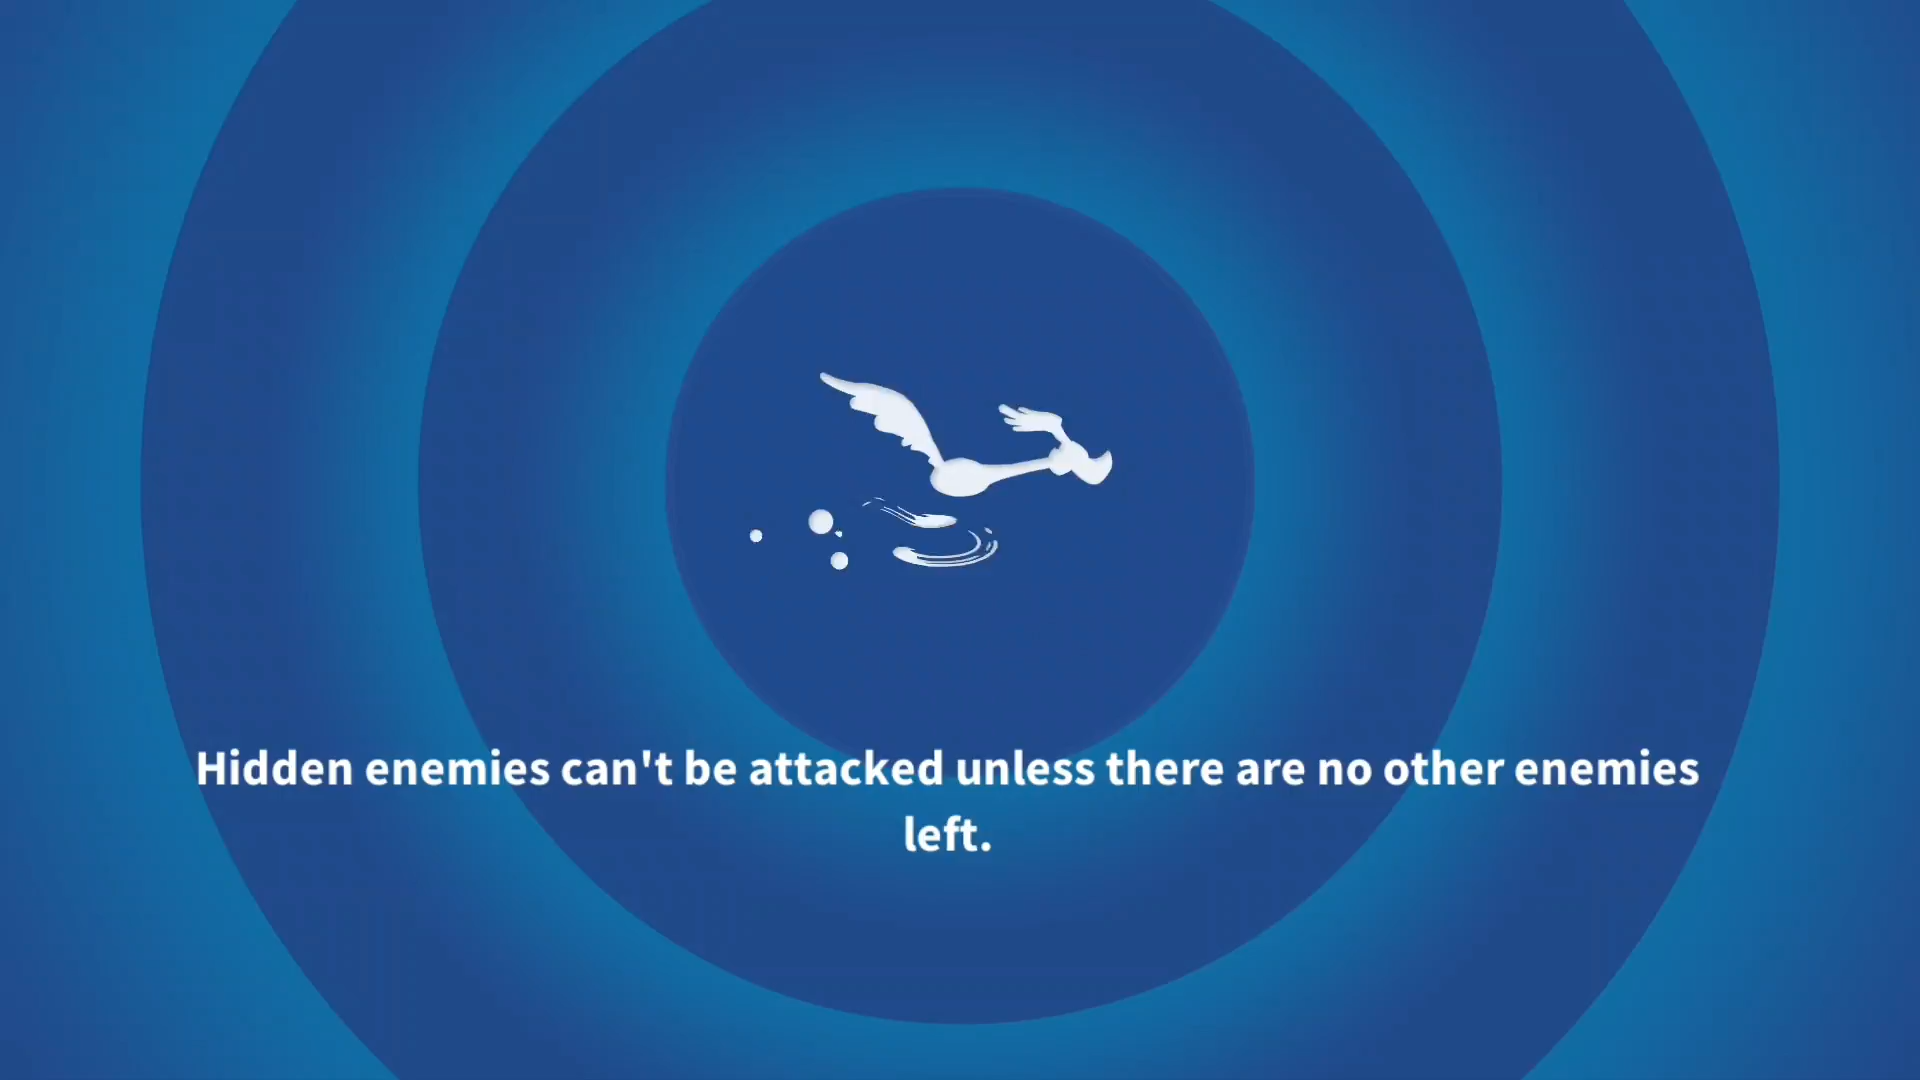 Hidden enemies can't be attacked unless there are no other enemies
left.